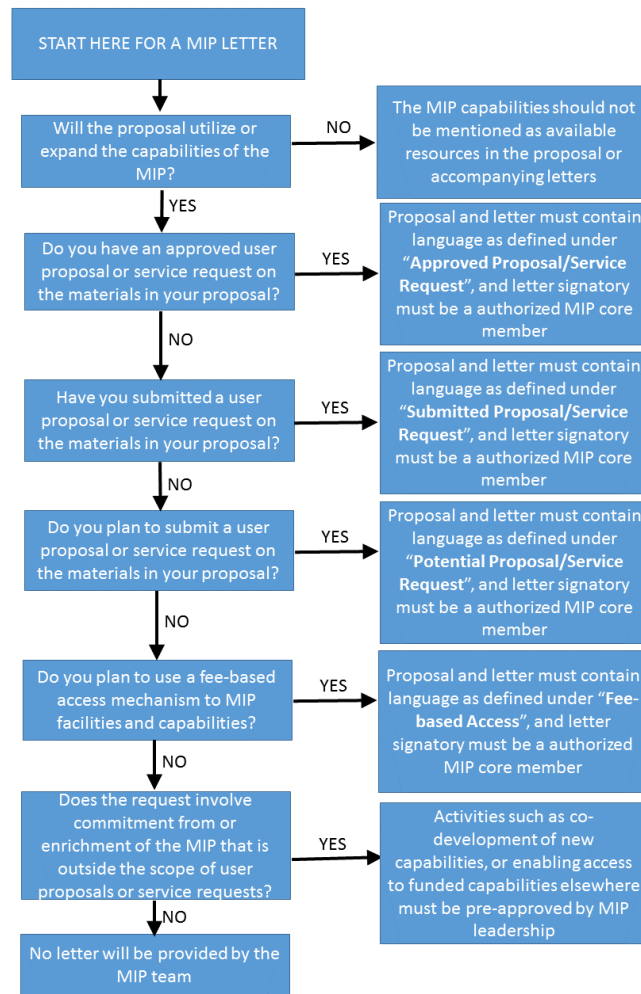 START HERE FOR A MIP LETTER
Will the proposal utilize or
expand the capabilities of the
MIP?
NO
The MIP capabilities should not
be mentioned as available
resources in the proposal or
accompanying letters
YES
Do you have an approved user
proposal or service request on
the materials in your proposal?
YES
Proposal and letter must contain
language as defined under
“Approved Proposal/Service
Request”, and letter signatory
must be a authorized MIP core
member
NO
Have you submitted a user
proposal or service request on
the materials in your proposal?
YES
Proposal and letter must contain
language as defined under
“Submitted Proposal/Service
Request”, and letter signatory
must be a authorized MIP core
member
NO
Do you plan to submit a user
proposal or service request on
the materials in your proposal?
YES
Proposal and letter must contain
language as defined under
“Potential Proposal/Service
Request”, and letter signatory
must be a authorized MIP core
member
NO
Do you plan to use a fee-based
access mechanism to MIP
facilities and capabilities?
YES
Proposal and letter must contain
language as defined under “Fee-
based Access”, and letter
signatory must be a authorized
MIP core member
NO
Does the request involve
commitment from or
enrichment of the MIP that is
outside the scope of user
proposals or service requests?
YES
Activities such as co-
development of new
capabilities, or enabling access
to funded capabilities elsewhere
must be pre-approved by MIP
leadership
NO
No letter will be provided by the
MIP team